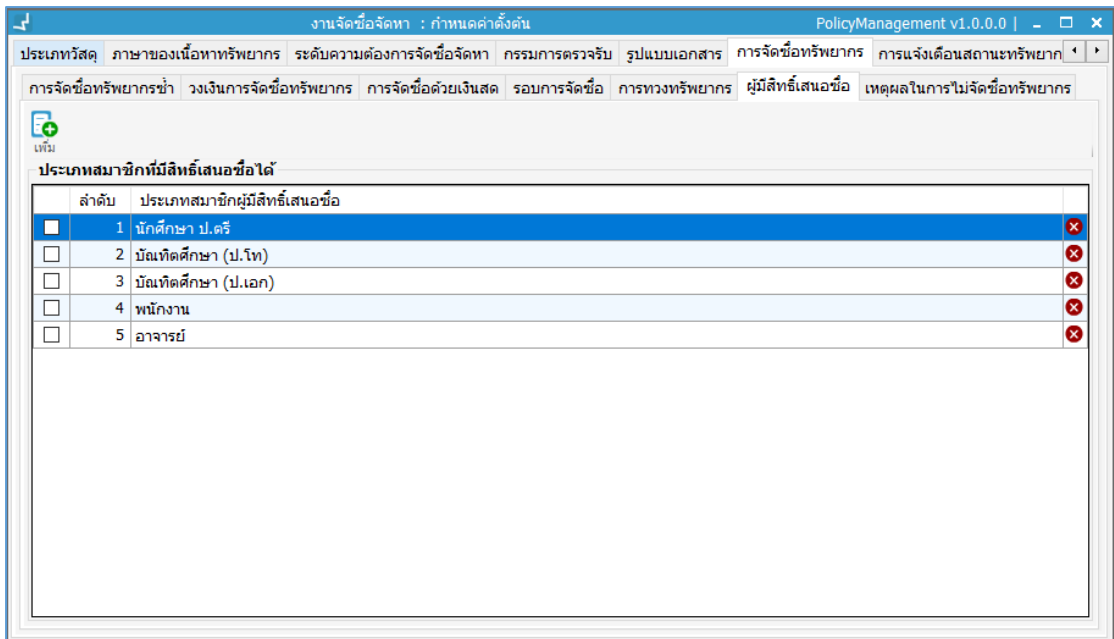 งานจัดซื้อจัดหา : กำหนดค่าตั้งต้น PolicyManagement v1.0.0.0 |
ประเภทวัสดุ ภาษาของเนื้อหาทรัพยากร ระดับความต้องการจัดซื้อจัดหา กรรมการตรวจรับ รูปแบบเอกสาร การจัดซื้อทรัพยากร การแจ้งเตือนสถานะทรัพยาก
การจัดซื้อทรัพยากรซ้ำ วงเงินการจัดซื้อทรัพยากร การจัดซื้อด้วยเงินสด รอบการจัดซื้อ การทวงทรัพยากร ผู้มีสิทธิ์เสนอซื้อ เหตุผลในการไม่จัดซื้อทรัพยากร
เพิ่ม
ประเภทสมาชิกที่มีสิทธิ์เสนอซื้อได้
ลำดับ ประเภทสมาชิกผู้มีสิทธิ์เสนอซื้อ
1 นักศึกษา ป.ตรี
2 บัณฑิตศึกษา (ป.โท)
3 บัณฑิตศึกษา (ป.เอก)
4 พนักงาน
5 อาจารย์